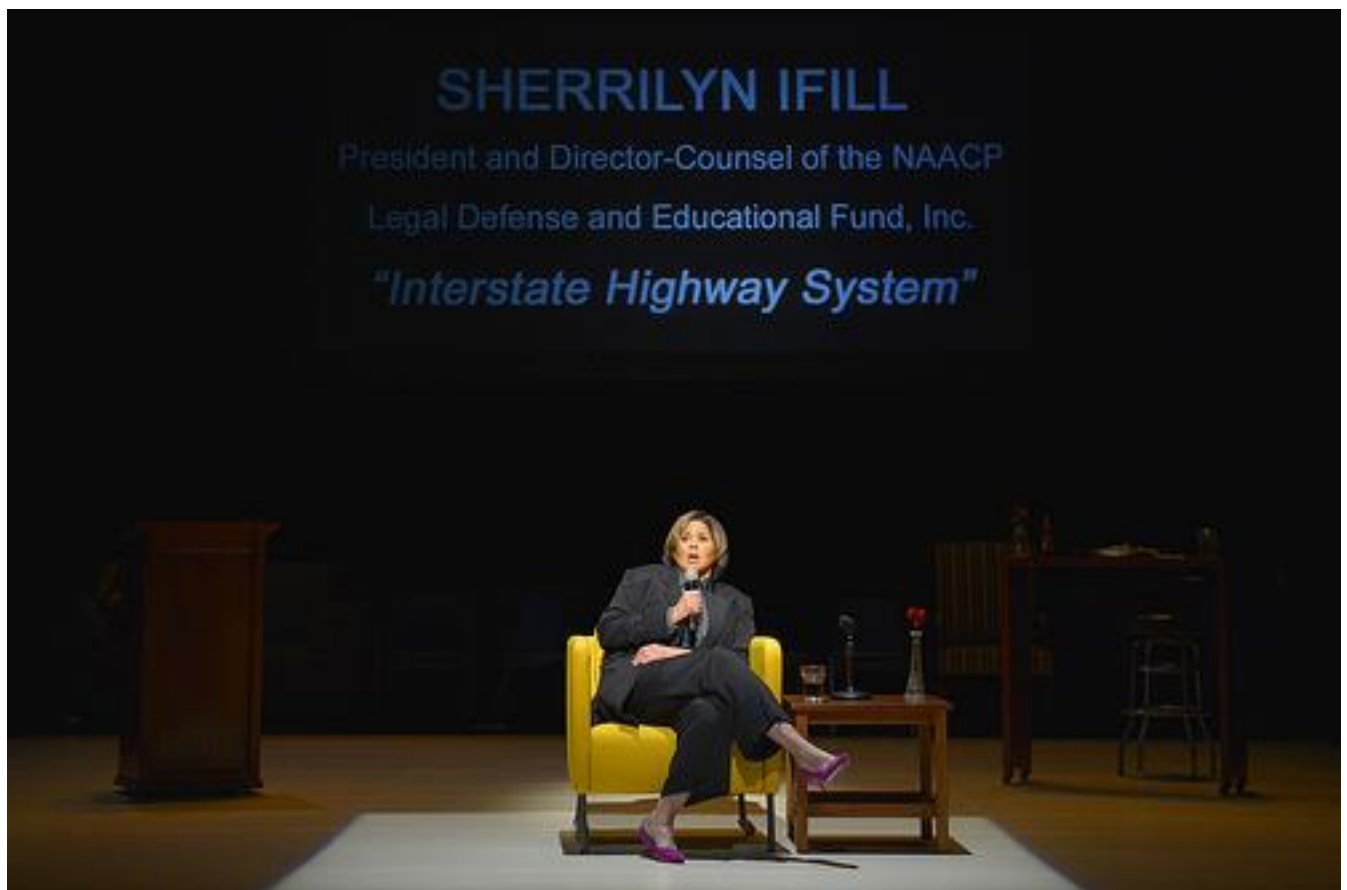 SHERRILYN IFILL
President and Director-Counsel of the NAACP
Legal Defense and Educational Fund, Inc.
“Interstate Highway System”